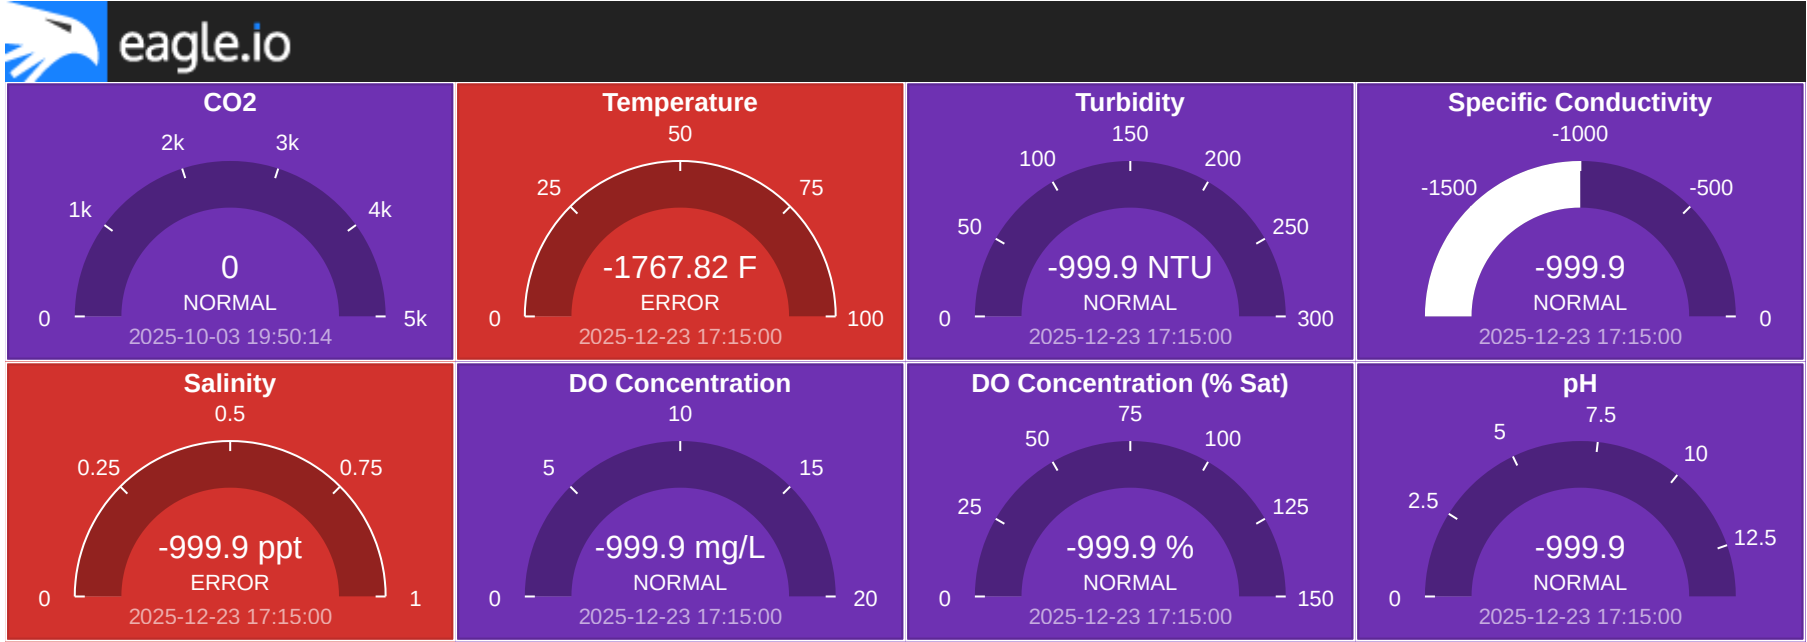 eagle.io
CO2
2k 3k
1k 4k
0
NORMAL
0 5k
2025-10-03 19:50:14
Temperature
50
25 75
-1767.82 F
ERROR
0 100
2025-12-23 17:15:00
Turbidity
150
100 200
50 250
-999.9 NTU
NORMAL
0 300
2025-12-23 17:15:00
Specific Conductivity
-1000
-1500 -500
-999.9
NORMAL
0
2025-12-23 17:15:00
Salinity
0.5
0.25 0.75
-999.9 ppt
ERROR
0 1
2025-12-23 17:15:00
DO Concentration
10
5 15
-999.9 mg/L
NORMAL
0 20
2025-12-23 17:15:00
DO Concentration (% Sat)
75
50 100
25 125
-999.9 %
NORMAL
0 150
2025-12-23 17:15:00
pH
7.5
5 10
2.5 12.5
-999.9
NORMAL
0
2025-12-23 17:15:00